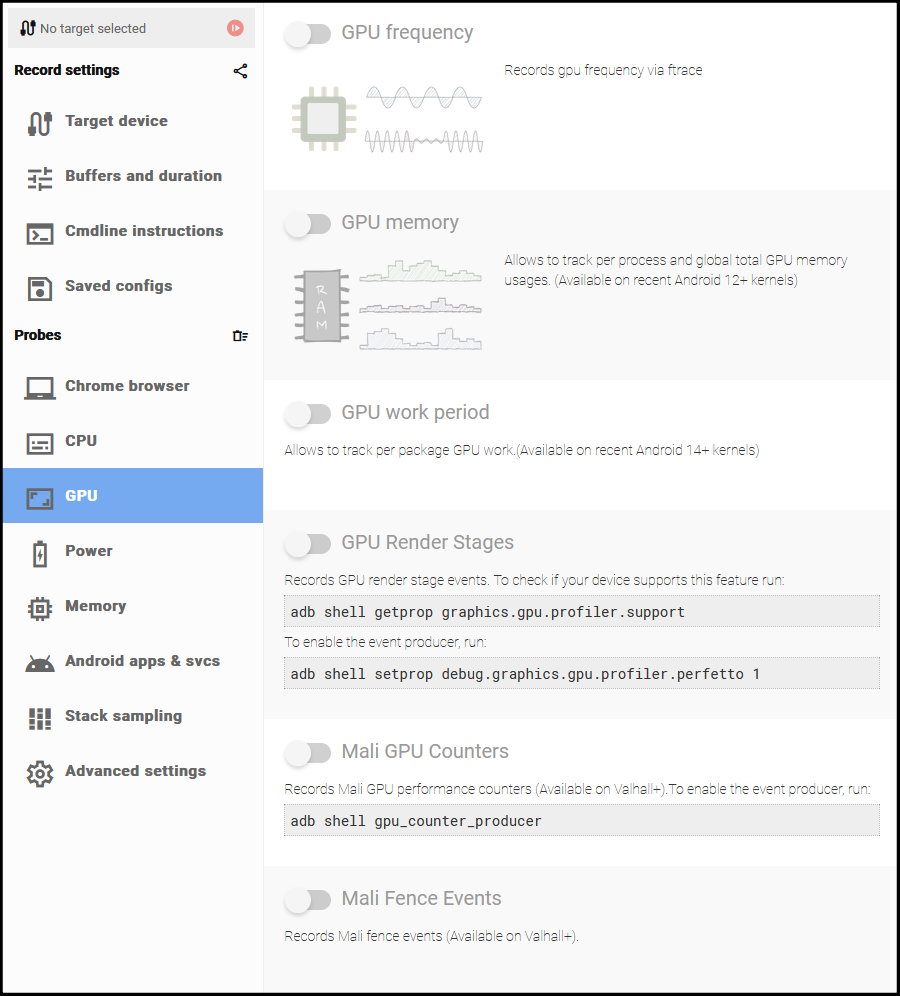 No target selected
Record settings
Target device
Buffers and duration
Cmdline instructions
Saved configs
Probes
Chrome browser
CPU
GPU
Power
Memory
Android apps & svcs
Stack sampling
Advanced settings
GPU frequency
Records gpu frequency via ftrace
GPU memory
RAM
Allows to track per process and global total GPU memory
usages. (Available on recent Android 12+ kernels)
GPU work period
Allows to track per package GPU work.(Available on recent Android 14+ kernels)
GPU Render Stages
Records GPU render stage events. To check if your device supports this feature run:
adb shell getprop graphics.gpu.profiler.support
To enable the event producer, run:
adb shell setprop debug.graphics.gpu.profiler.perfetto 1
Mali GPU Counters
Records Mali GPU performance counters (Available on Valhall+).To enable the event producer, run:
adb shell gpu_counter_producer
Mali Fence Events
Records Mali fence events (Available on Valhall+).